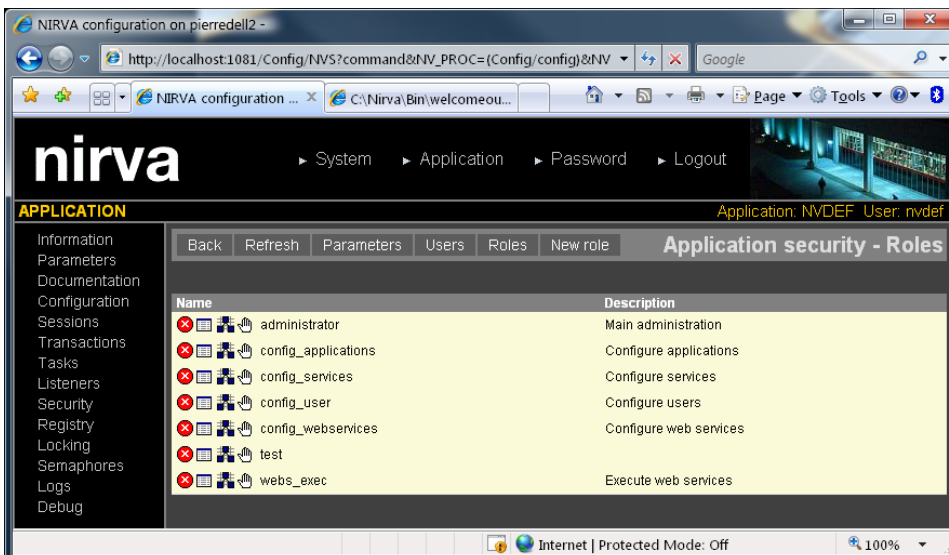 NIRVA configuration on pierredell2 -
http://localhost:1081/Config/NVS?command&NV_PROC={Config/config}&NV
Google
NIRVA configuration ... C:\Nirva\Bin\welcomeou... Page Tools
nirva System Application Password Logout
APPLICATION Application: NVDEF User: nvdef
Information
Parameters
Documentation
Configuration
Sessions
Transactions
Tasks
Listeners
Security
Registry
Locking
Semaphores
Logs
Debug
Back Refresh Parameters Users Roles New role Application security - Roles
Name Description
administrator Main administration
config_applications Configure applications
config_services Configure services
config_user Configure users
config_webservices Configure web services
test
webs_exec Execute web services
Internet | Protected Mode: Off 100%